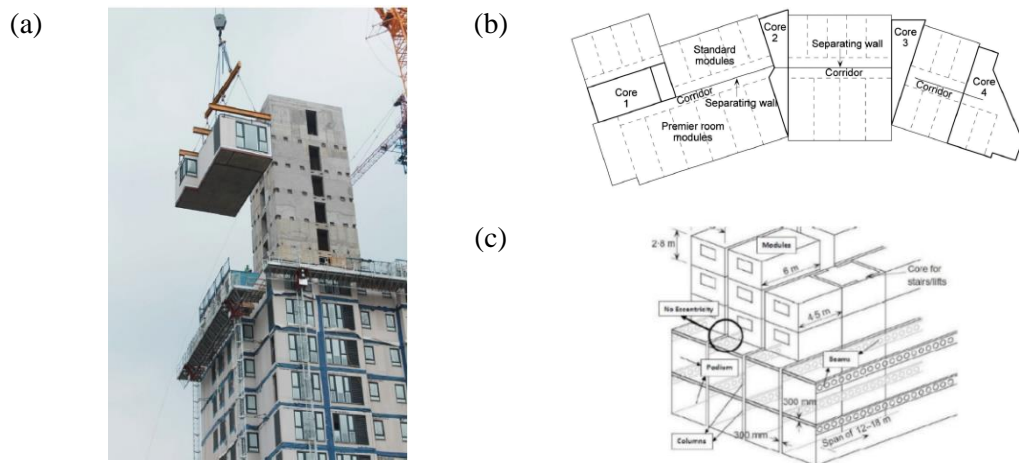 (a)
(b)
Core
2
Core
3
Standard
modules
Separating wall
Corridor
Core
1
Corridor
Separating wall
Premier room
modules
Corridor
Core
4
(c)
2·8 m
Modules
6 m
Core for
stairs/lifts
4·5 m
No Eccentricity
Beams
Podium
300 mm
Columns
300 mm
Span of 12–18 m